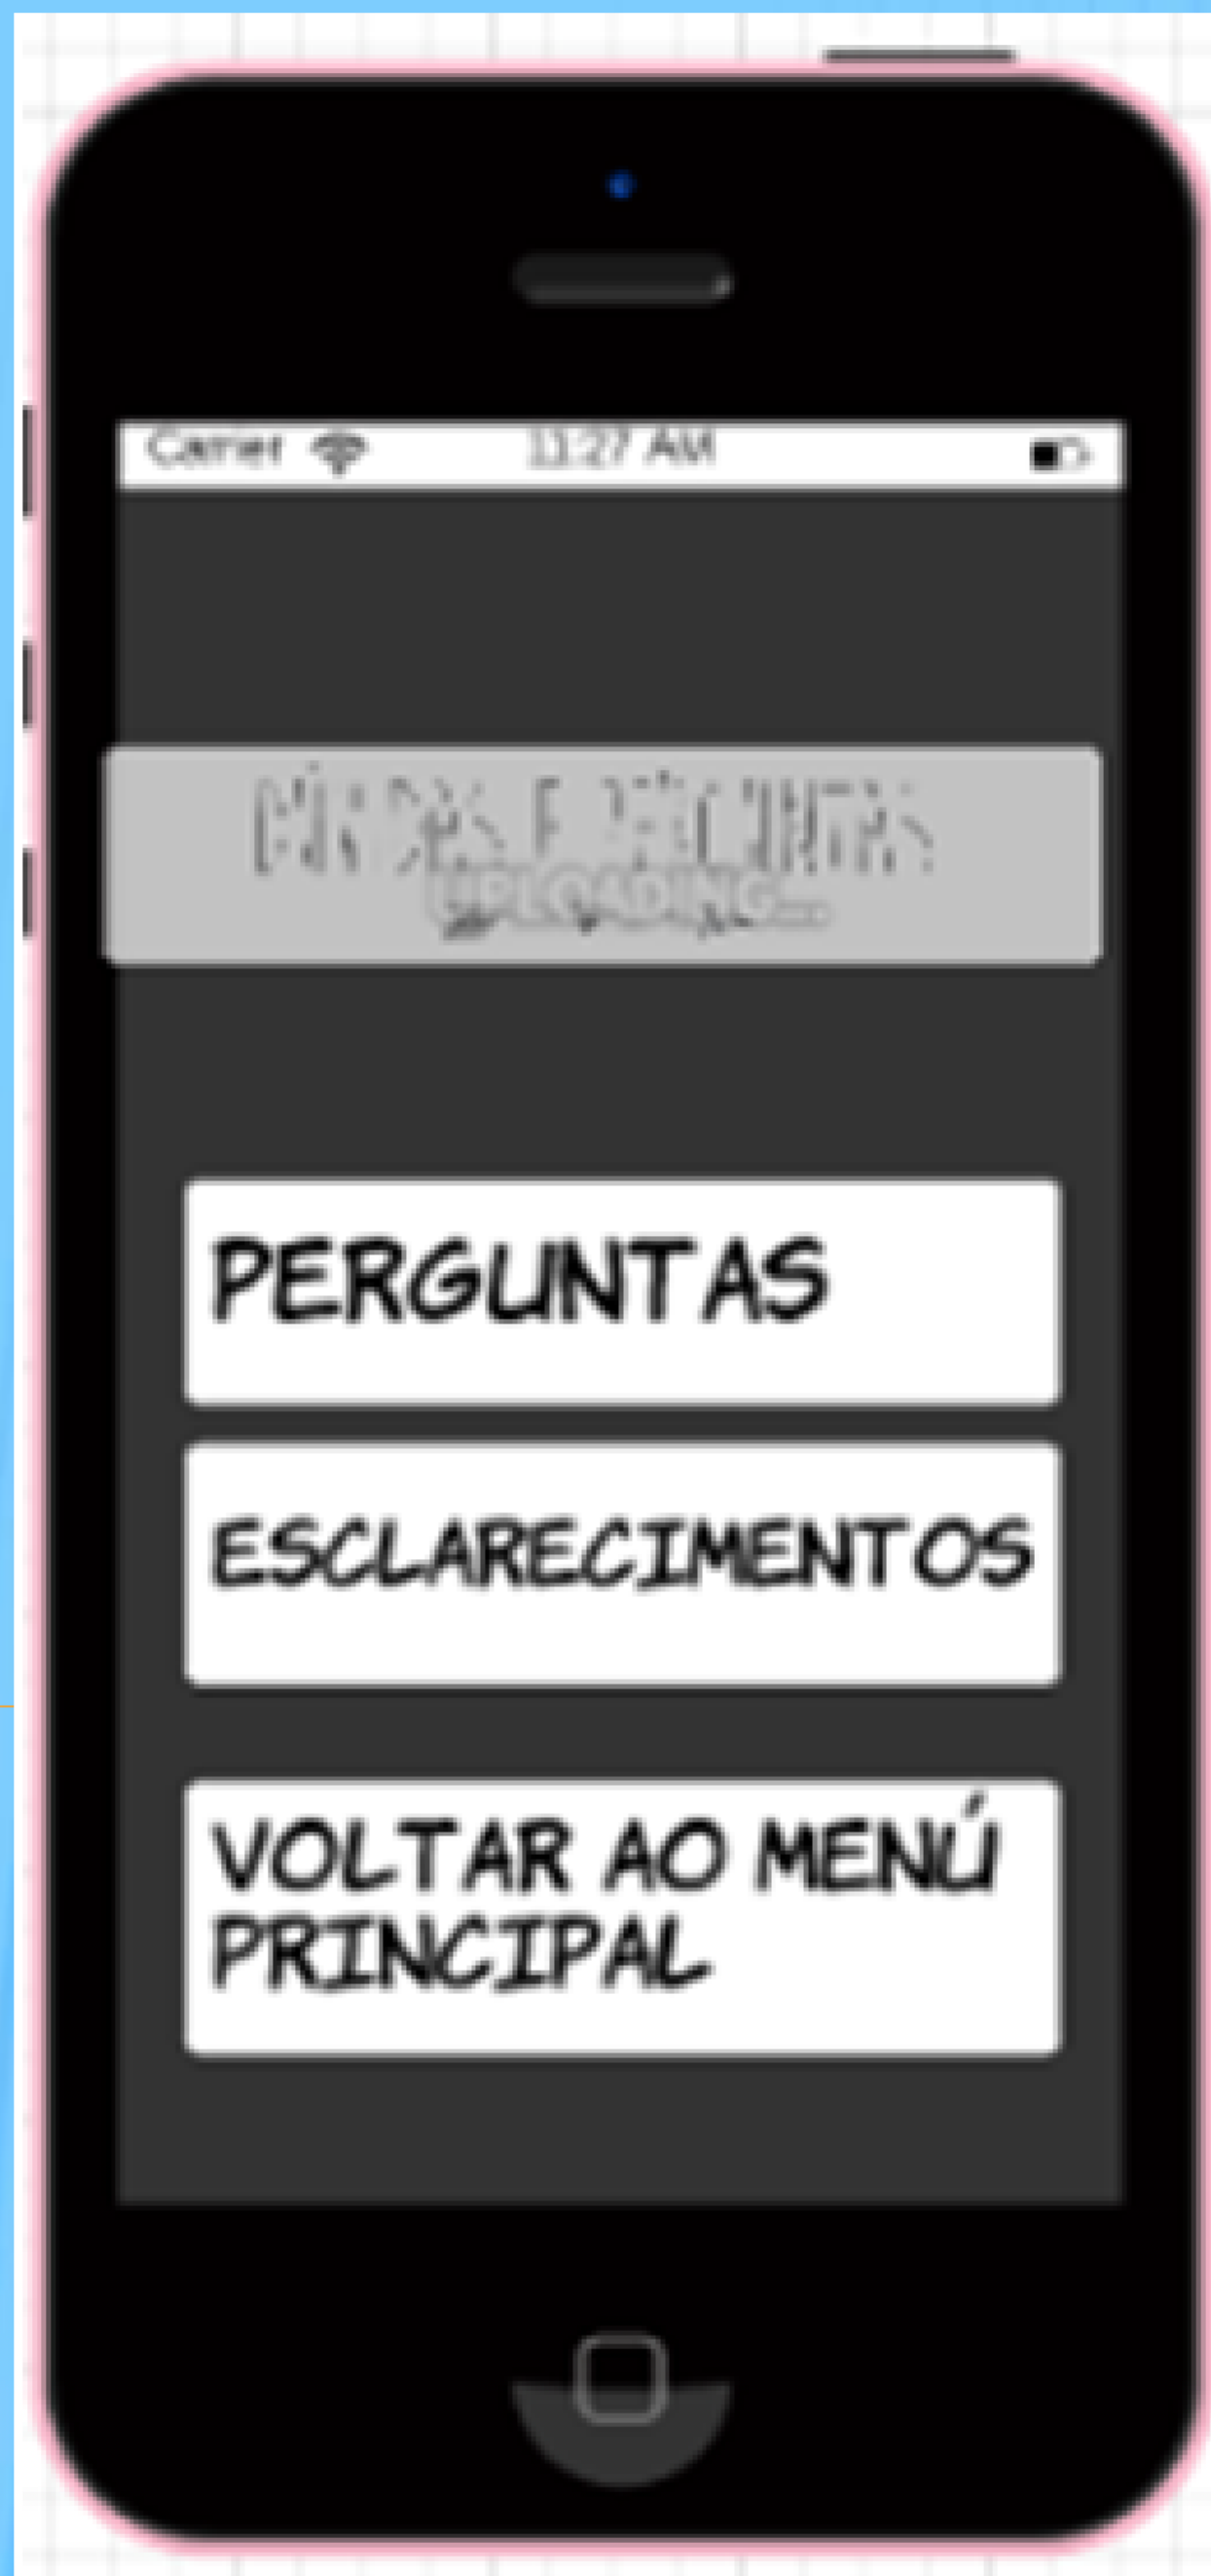 Carrier 11:27 AM
UPLOADING...
PERGUNTAS
ESCLARECIMENTOS
VOLTAR AO MENÚ
PRINCIPAL